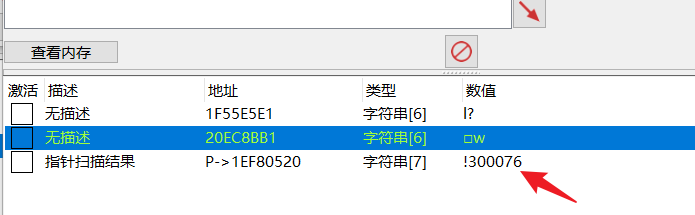 查看内存
激活 描述 地址 类型 数值
无描述 1F55E5E1 字符串[6] l?
无描述 20EC8BB1 字符串[6] □w
指针扫描结果 P->1EF80520 字符串[7] !300076